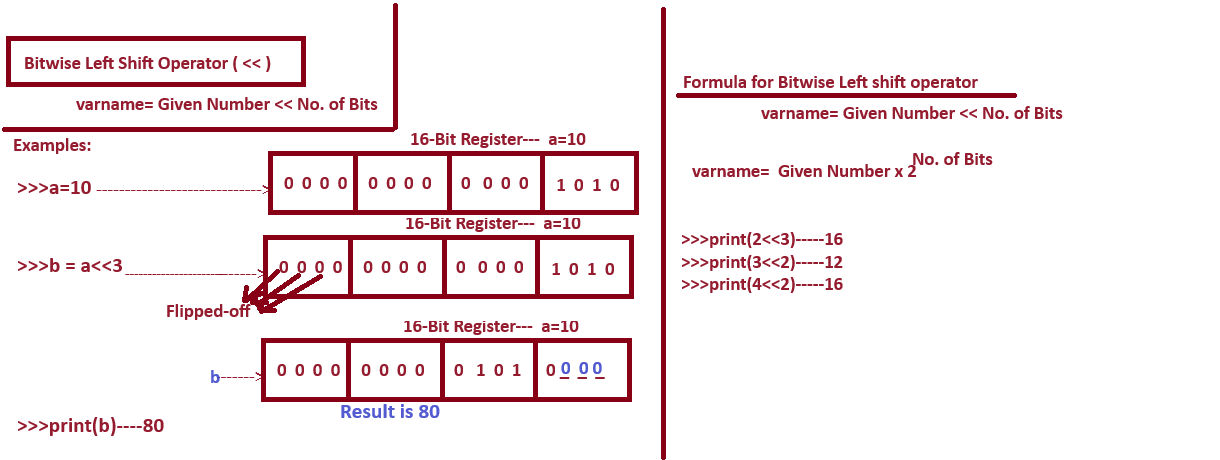 Bitwise Left Shift Operator ( << )
varname= Given Number << No. of Bits
Examples:
16-Bit Register--- a=10
>>>a=10 ---------------------------------->
0 0 0 0 0 0 0 0 0 0 0 0 1 0 1 0
16-Bit Register--- a=10
>>>b = a<<3 --------------------------->
0 0 0 0 0 0 0 0 0 0 0 0 1 0 1 0
Flipped-off
16-Bit Register--- a=10
b------>
0 0 0 0 0 0 0 0 0 1 0 1 0 0 0 0
Result is 80
>>>print(b)----80
Formula for Bitwise Left shift operator
varname= Given Number << No. of Bits
No. of Bits
varname= Given Number x 2
>>>print(2<<3)-----16
>>>print(3<<2)-----12
>>>print(4<<2)-----16